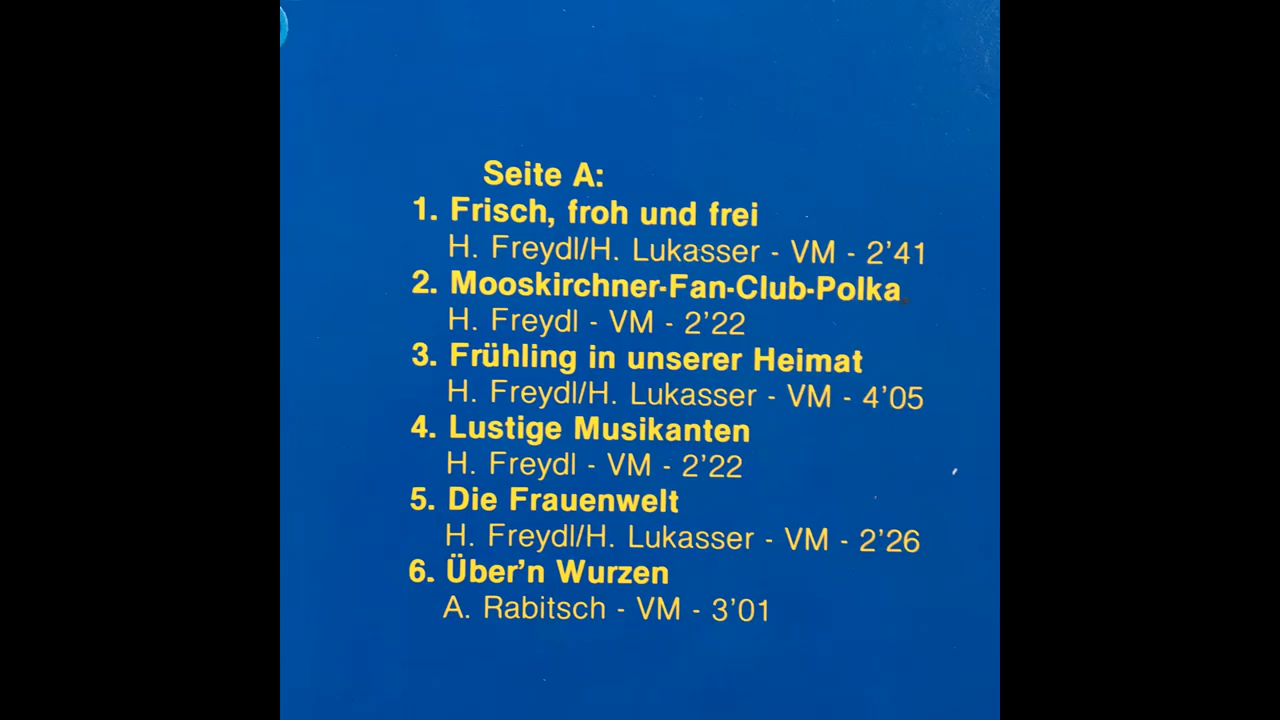 Seite A:
1. Frisch, froh und frei
H. Freydl/H. Lukasser - VM - 2'41
2. Mooskirchner-Fan-Club-Polka
H. Freydl - VM - 2'22
3. Frühling in unserer Heimat
H. Freydl/H. Lukasser - VM - 4'05
4. Lustige Musikanten
H. Freydl - VM - 2'22
5. Die Frauenwelt
H. Freydl/H. Lukasser - VM - 2'26
6. Über'n Wurzen
A. Rabitsch - VM - 3'01